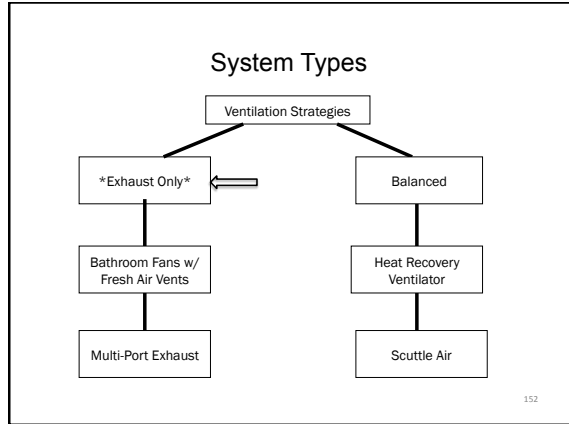 System Types
Ventilation Strategies
*Exhaust Only*
Balanced
Bathroom Fans w/
Fresh Air Vents
Heat Recovery
Ventilator
Multi-Port Exhaust
Scuttle Air
152